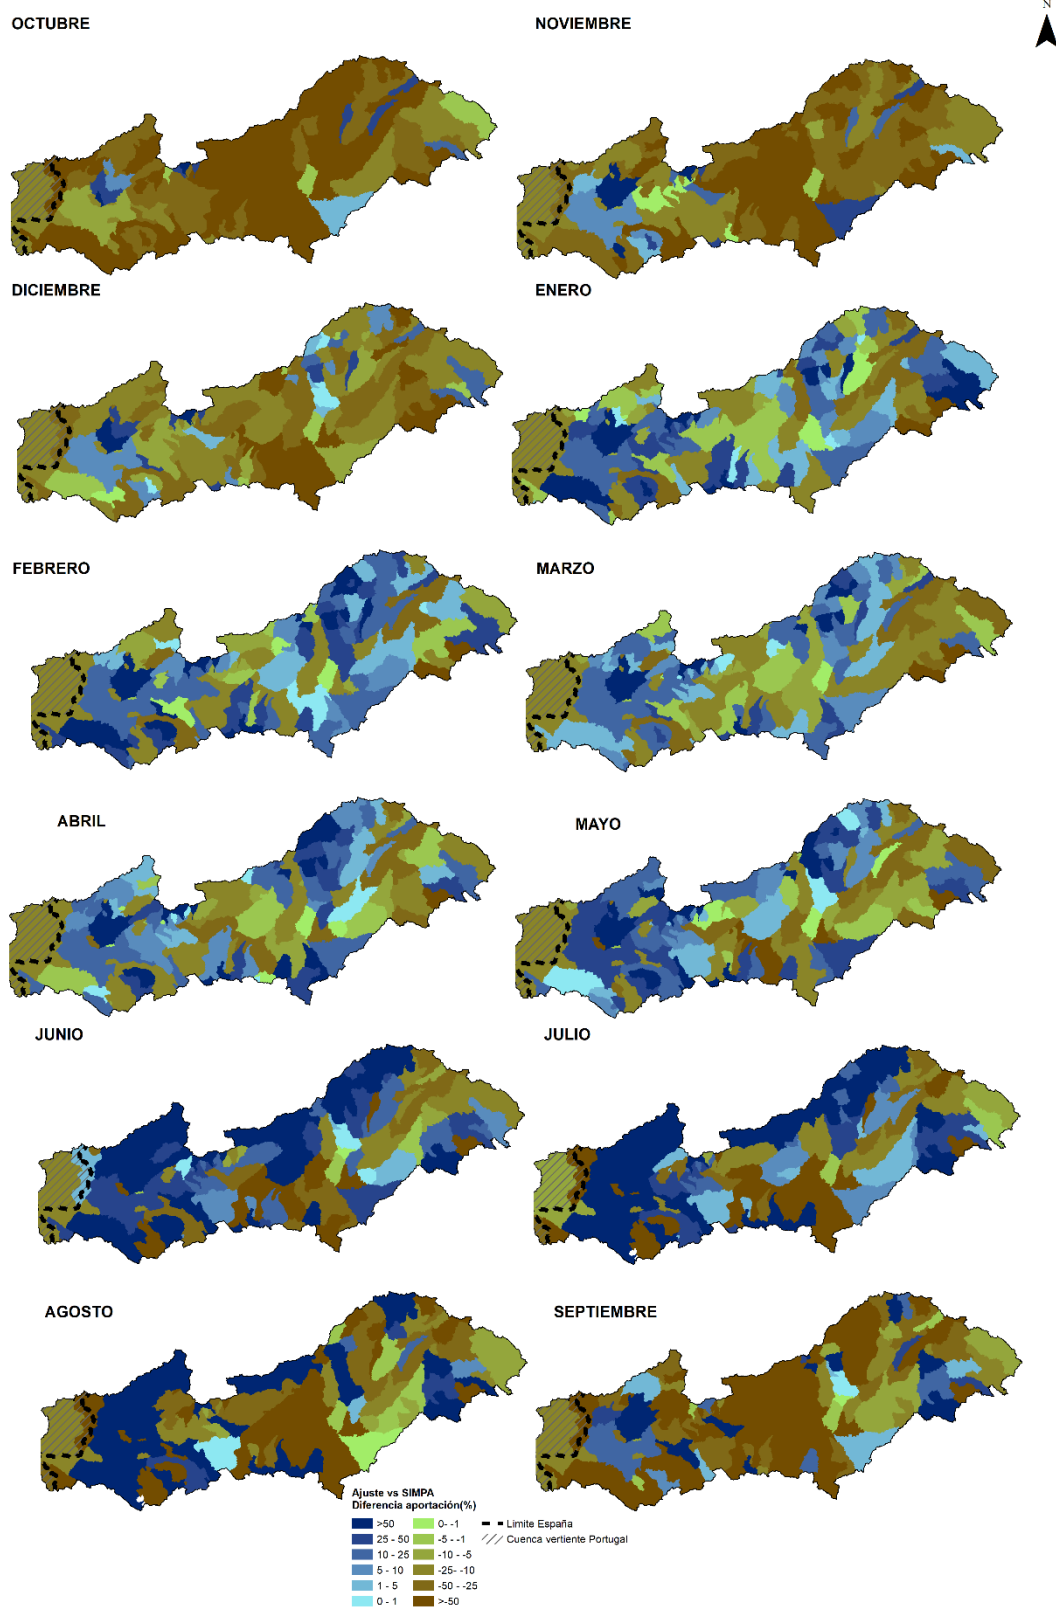 N
OCTUBRE
NOVIEMBRE
DICIEMBRE
ENERO
FEBRERO
MARZO
ABRIL
MAYO
JUNIO
JULIO
AGOSTO
SEPTIEMBRE
Ajuste vs SIMPA
Diferencia aportación(%)
>50
25 - 50
10 - 25
5 - 10
1 - 5
0 - 1
0- -1
-5 - -1
-10 - -5
-25- -10
-50 - -25
>-50
Limite España
Cuenca vertiente Portugal